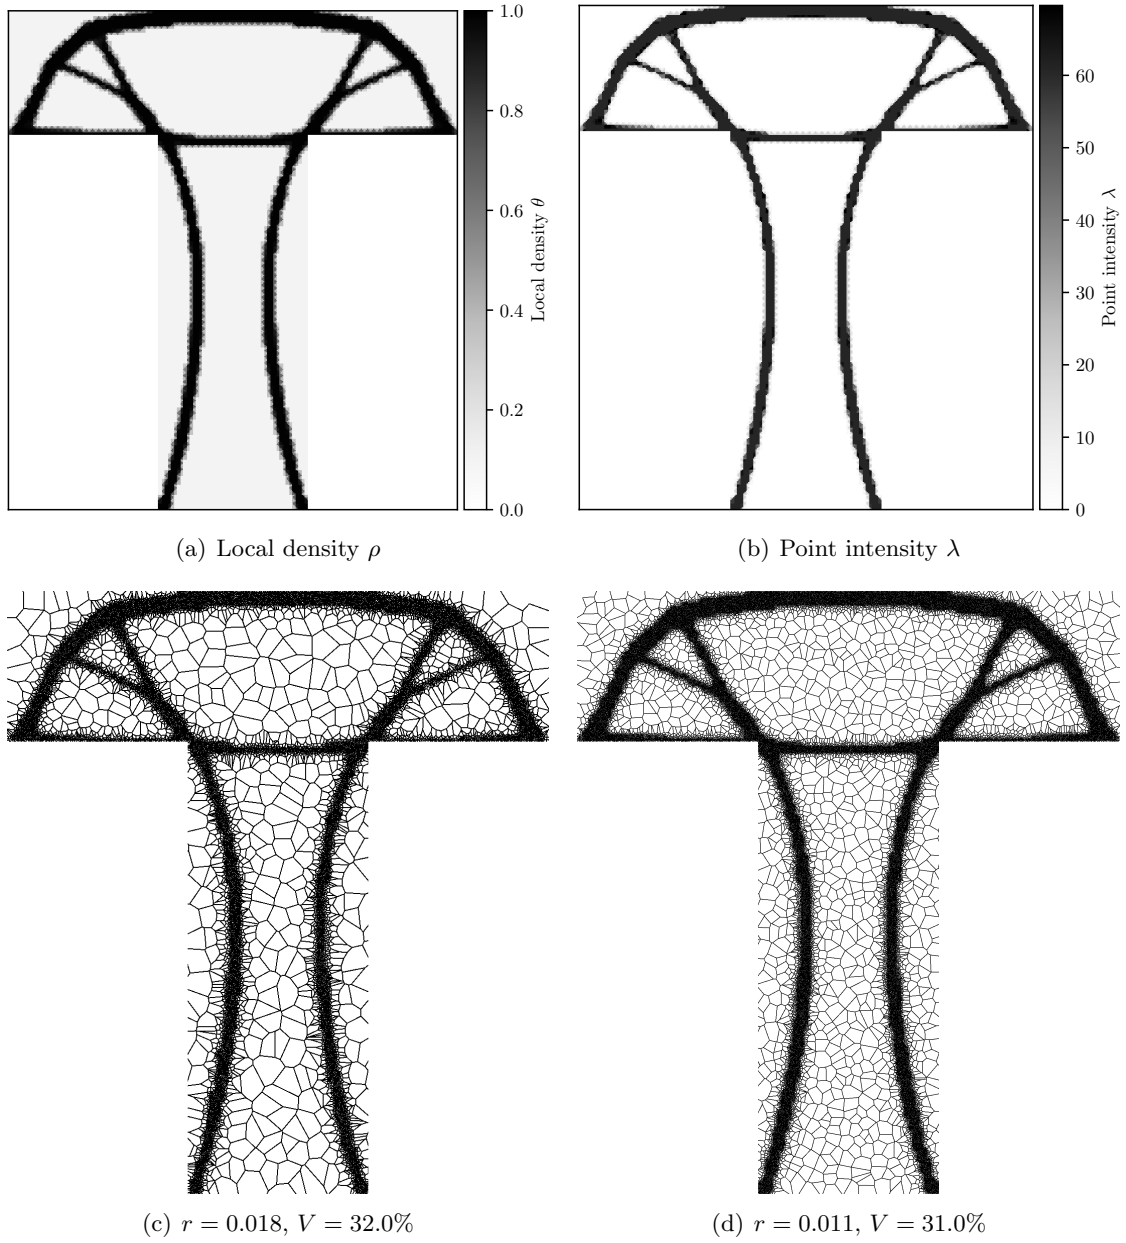 1.0
0.8
0.6
0.4
0.2
0.0
Local density θ
60
50
40
30
20
10
0
Point intensity λ
(a) Local density ρ
(b) Point intensity λ
(c) r = 0.018, V = 32.0%
(d) r = 0.011, V = 31.0%